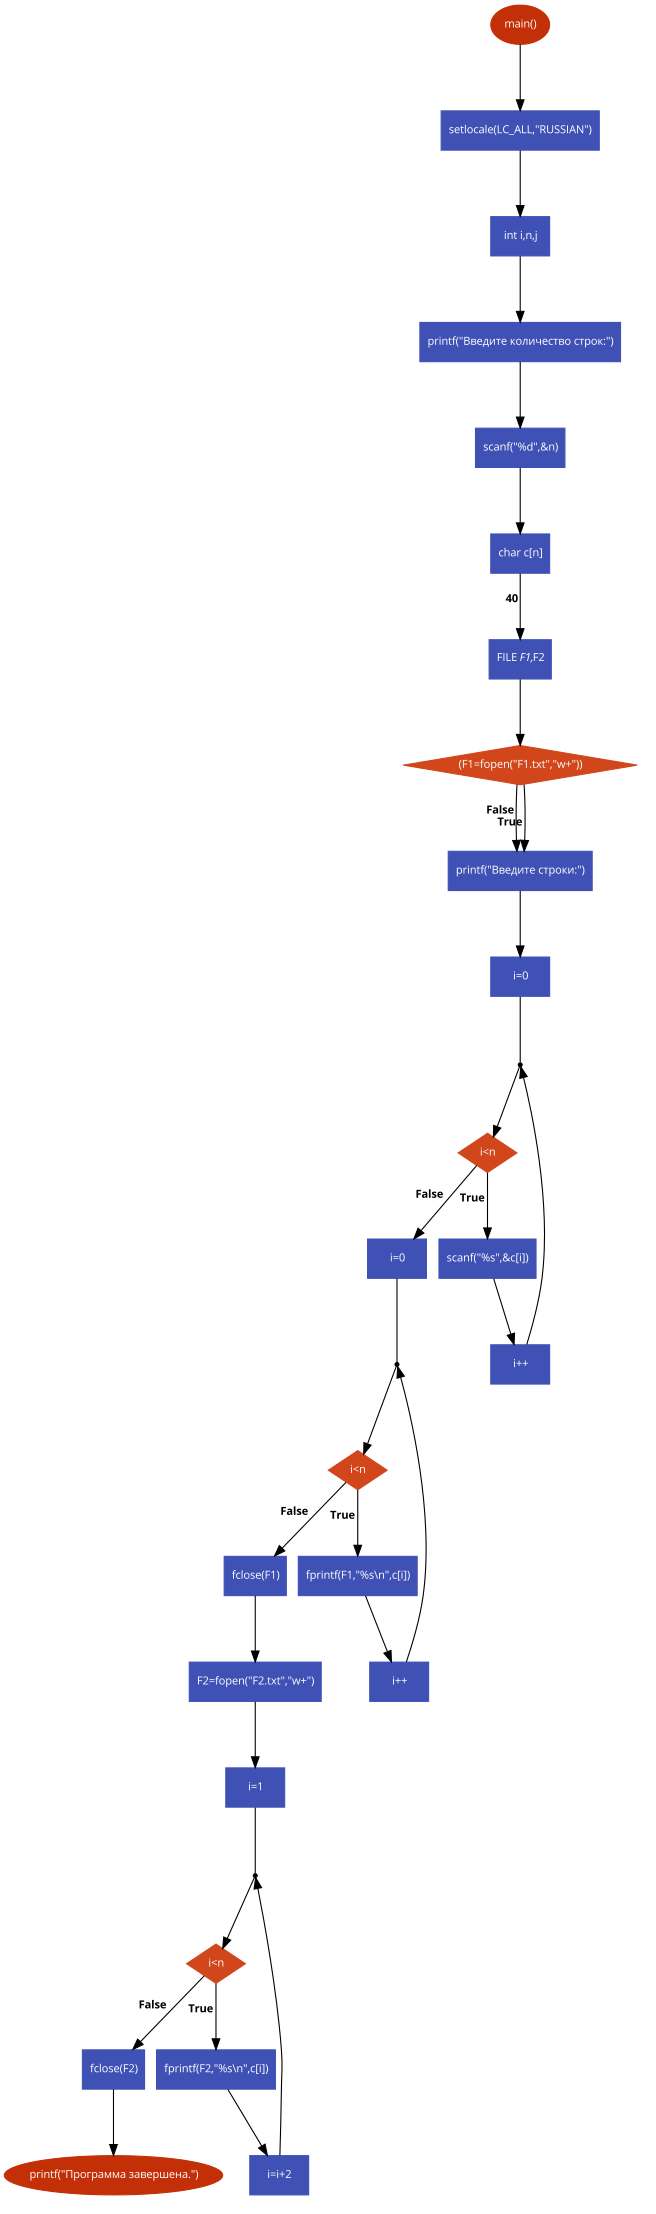 main()
setlocale(LC_ALL,"RUSSIAN")
int i,n,j
printf("Введите количество строк:")
scanf("%d",&n)
char c[n]
40
FILE F1,F2
(F1=fopen("F1.txt","w+"))
False
True
printf("Введите строки:")
i=0
i<n
False
True
i=0
scanf("%s",&c[i])
i++
i<n
False
True
fclose(F1)
fprintf(F1,"%s\n",c[i])
F2=fopen("F2.txt","w+")
i++
i=1
i<n
False
True
fclose(F2)
fprintf(F2,"%s\n",c[i])
printf("Программа завершена.")
i=i+2